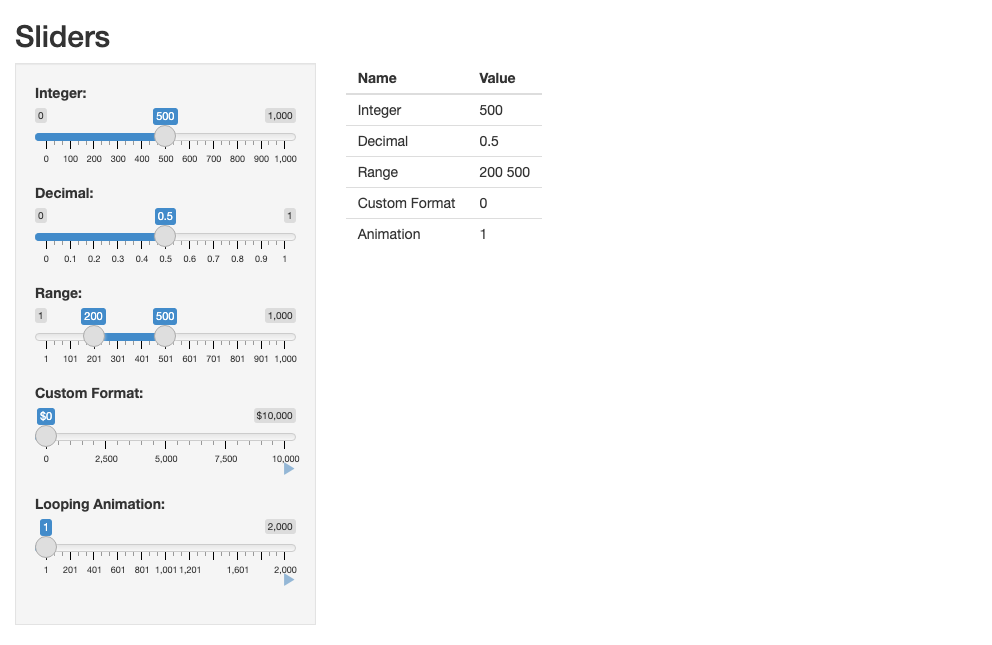 Sliders
Integer:
0 500 1,000
0 100 200 300 400 500 600 700 800 900 1,000
Decimal:
0 0.5 1
0 0.1 0.2 0.3 0.4 0.5 0.6 0.7 0.8 0.9 1
Range:
1 200 500 1,000
1 101 201 301 401 501 601 701 801 901 1,000
Custom Format:
$0 $10,000
0 2,500 5,000 7,500 10,000
Looping Animation:
1 2,000
1 201 401 601 801 1,001 1,201 1,601 2,000
Name Value
Integer 500
Decimal 0.5
Range 200 500
Custom Format 0
Animation 1